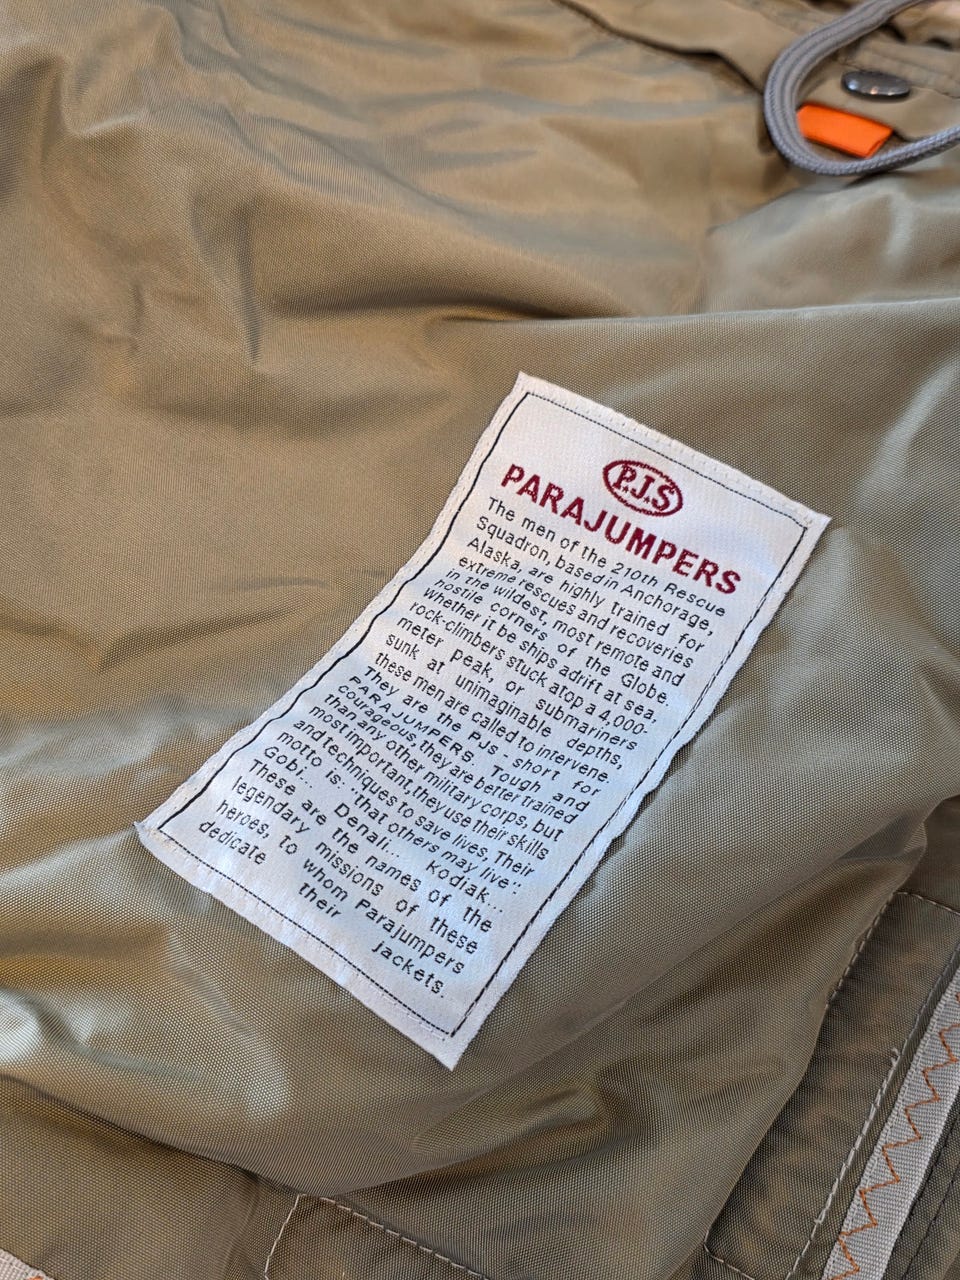 P.J.S
PARAJUMPERS
The men of the 210th Rescue
Squadron, based in Anchorage,
Alaska, are highly trained for
extreme rescues and recoveries
in the wildest, most remote and
hostile corners of the Globe.
Whether it be ships adrift at sea,
rock-climbers stuck atop a 4,000-
meter peak, or submariners
sunk at unimaginable depths,
these men are called to intervene.
They are the PJs - short for
PARAJUMPERS. Tough and
courageous, they are better trained
than any other military corps, but
most important, they use their skills
and techniques to save lives, Their
motto is: "that others may live":
Gobi... Denali... Kodiak...
These are the names of the
legendary missions of these
heroes, to whom Parajumpers
dedicate their jackets.